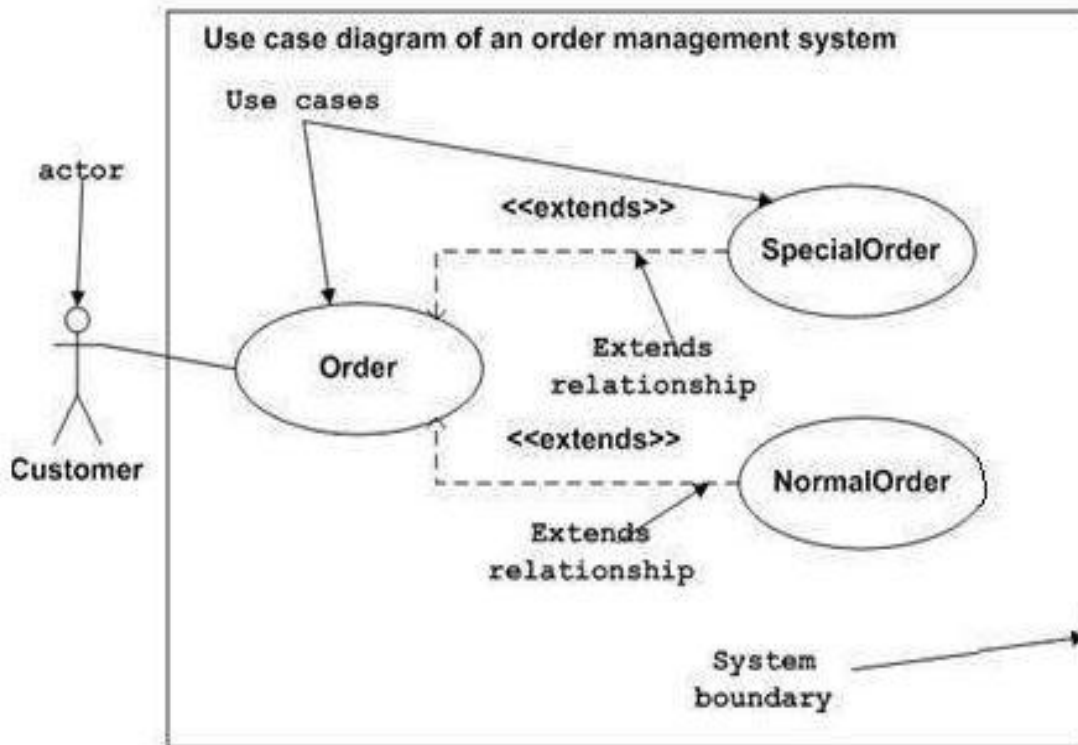 Use case diagram of an order management system
Use cases
actor
<<extends>>
SpecialOrder
Extends
relationship
Order
<<extends>>
Customer
NormalOrder
Extends
relationship
System
boundary